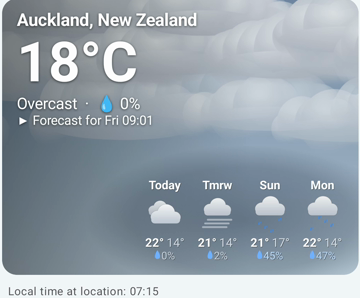 Auckland, New Zealand
18°C
Overcast · 💧 0%
► Forecast for Fri 09:01
Today Tmrw Sun Mon
22° 14° 21° 14° 21° 17° 22° 14°
💧0% 💧2% 💧45% 💧47%
Local time at location: 07:15